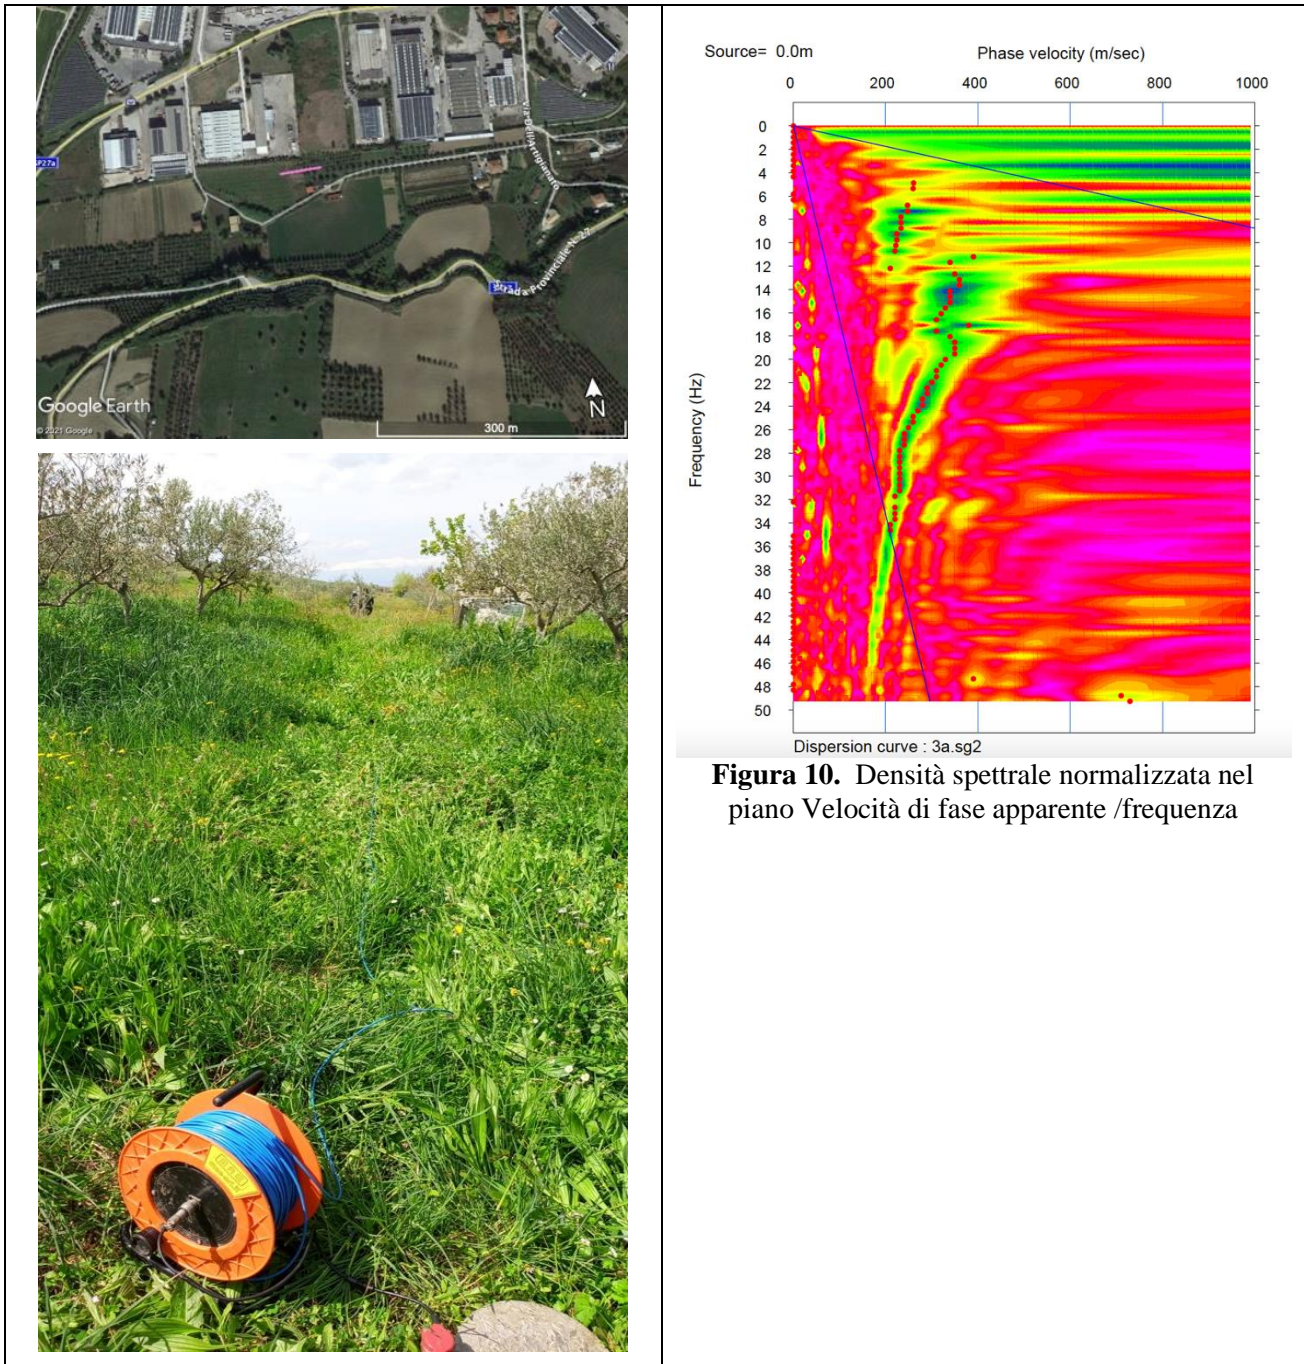 SP27a
Via Dell'Artigianato
Strada Provinciale N. 27
Google Earth
© 2021 Google
N
300 m
Source= 0.0m
Phase velocity (m/sec)
0 200 400 600 800 1000
Frequency (Hz)
0
2
4
6
8
10
12
14
16
18
20
22
24
26
28
30
32
34
36
38
40
42
44
46
48
50
Dispersion curve : 3a.sg2
Figura 10. Densità spettrale normalizzata nel
piano Velocità di fase apparente /frequenza